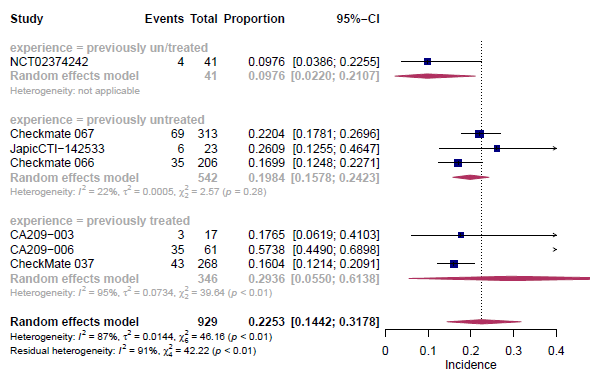 Study Events Total Proportion 95%−CI
experience = previously un/treated
NCT02374242 4 41 0.0976 [0.0386; 0.2255]
Random effects model 41 0.0976 [0.0220; 0.2107]
Heterogeneity: not applicable
experience = previously untreated
Checkmate 067 69 313 0.2204 [0.1781; 0.2696]
JapicCTI−142533 6 23 0.2609 [0.1255; 0.4647]
Checkmate 066 35 206 0.1699 [0.1248; 0.2271]
Random effects model 542 0.1984 [0.1578; 0.2423]
Heterogeneity: I² = 22%, τ² = 0.0005, χ²₂ = 2.57 (p = 0.28)
experience = previously treated
CA209−003 3 17 0.1765 [0.0619; 0.4103]
CA209−006 35 61 0.5738 [0.4490; 0.6898]
CheckMate 037 43 268 0.1604 [0.1214; 0.2091]
Random effects model 346 0.2936 [0.0550; 0.6138]
Heterogeneity: I² = 95%, τ² = 0.0734, χ²₂ = 39.64 (p < 0.01)
Random effects model 929 0.2253 [0.1442; 0.3178]
Heterogeneity: I² = 87%, τ² = 0.0144, χ²₆ = 46.16 (p < 0.01)
Residual heterogeneity: I² = 91%, χ²₄ = 42.22 (p < 0.01)
0 0.1 0.2 0.3 0.4
Incidence